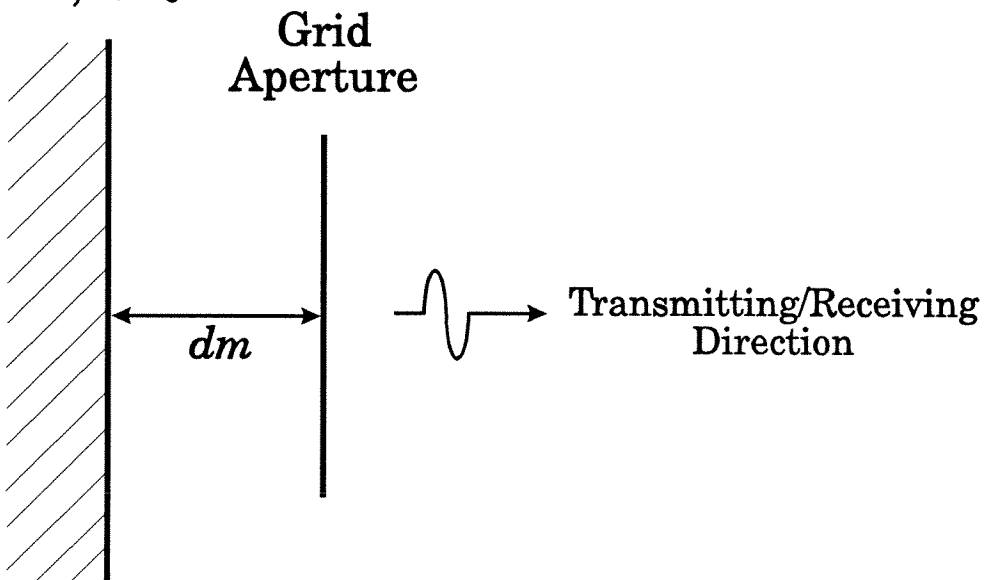 Grid
Aperture
dm
Transmitting/Receiving
Direction